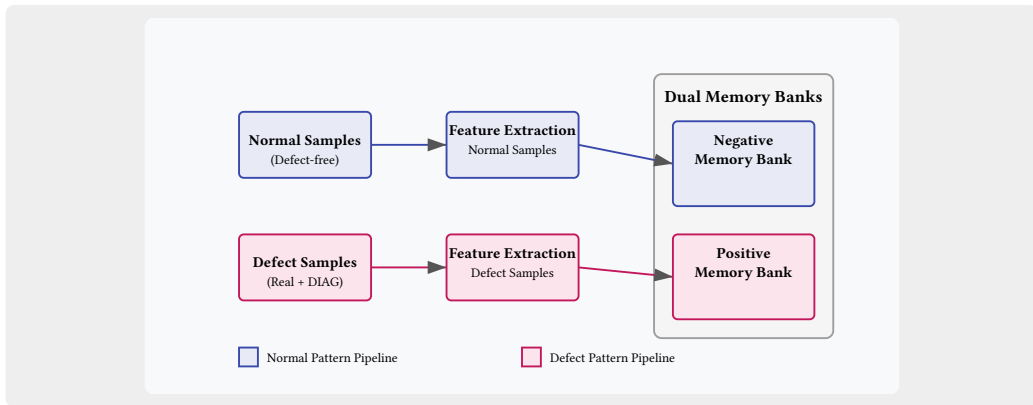 Dual Memory Banks
Normal Samples
(Defect-free)
Feature Extraction
Normal Samples
Negative
Memory Bank
Defect Samples
(Real + DIAG)
Feature Extraction
Defect Samples
Positive
Memory Bank
Normal Pattern Pipeline
Defect Pattern Pipeline